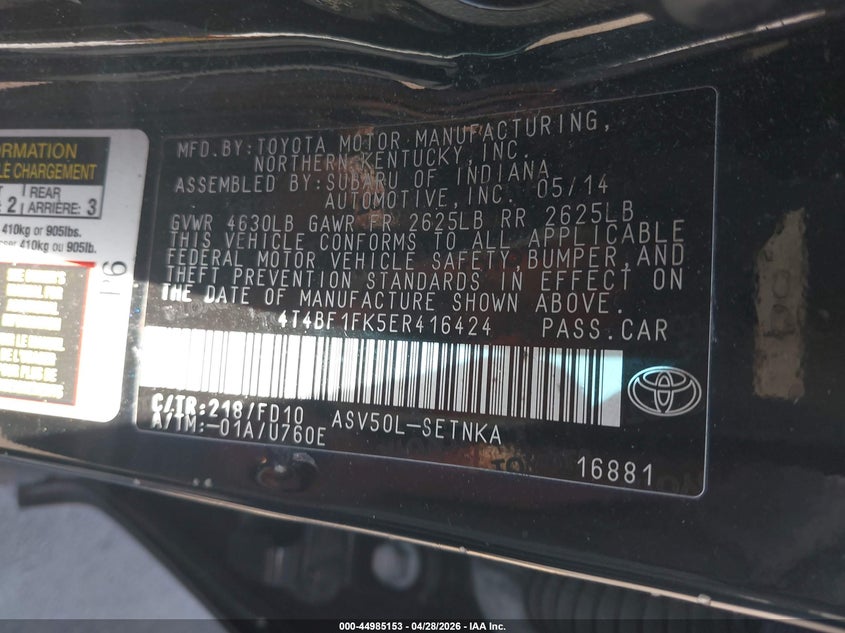 ORMATION
LE CHARGEMENT
2 REAR
ARRIÈRE: 3
410kg or 905lbs.
ser 410kg ou 905lb.
MFD.BY:TOYOTA MOTOR MANUFACTURING,
NORTHERN KENTUCKY,INC.
ASSEMBLED BY:SUBARU OF INDIANA
AUTOMOTIVE,INC. 05/14
GVWR 4630LB GAWR FR 2625LB RR 2625LB
THIS VEHICLE CONFORMS TO ALL APPLICABLE
FEDERAL MOTOR VEHICLE SAFETY,BUMPER,AND
THEFT PREVENTION STANDARDS IN EFFECT ON
THE DATE OF MANUFACTURE SHOWN ABOVE.
4T4BF1FK5ER416424 PASS.CAR
C/TR:218/FD10 ASV50L-SETNKA
A/TM:-01A/U760E
16881
000-44985153 04/28/2026 - IAA Inc.